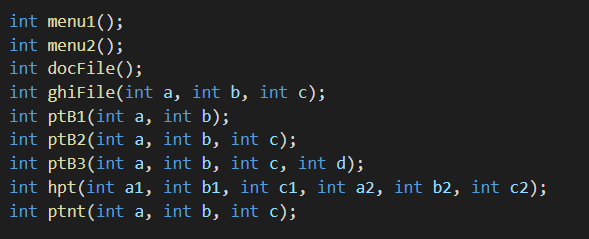 int menu1();
int menu2();
int docFile();
int ghiFile(int a, int b, int c);
int ptB1(int a, int b);
int ptB2(int a, int b, int c);
int ptB3(int a, int b, int c, int d);
int hpt(int a1, int b1, int c1, int a2, int b2, int c2);
int ptnt(int a, int b, int c);